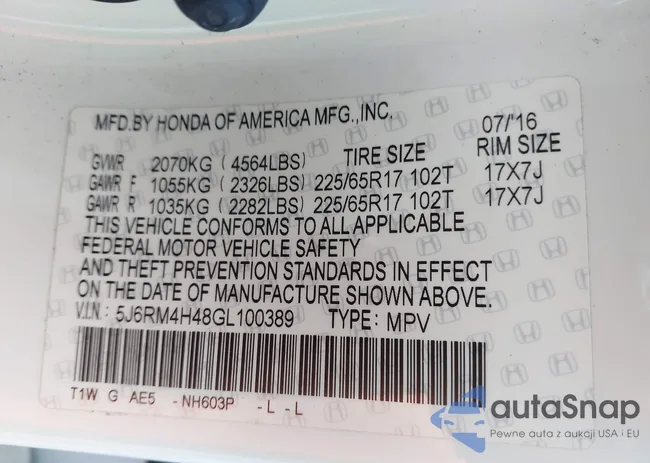 MFD.BY HONDA OF AMERICA MFG.,INC. 07/'16
GVWR 2070KG (4564LBS) TIRE SIZE RIM SIZE
GAWR F 1055KG (2326LBS) 225/65R17 102T 17X7J
GAWR R 1035KG (2282LBS) 225/65R17 102T 17X7J
THIS VEHICLE CONFORMS TO ALL APPLICABLE
FEDERAL MOTOR VEHICLE SAFETY
AND THEFT PREVENTION STANDARDS IN EFFECT
ON THE DATE OF MANUFACTURE SHOWN ABOVE.
V.I.N.: 5J6RM4H48GL100389 TYPE: MPV
T1W G AE5 -NH603P -L -L
autaSnap
Pewne auta z aukcji USA i EU